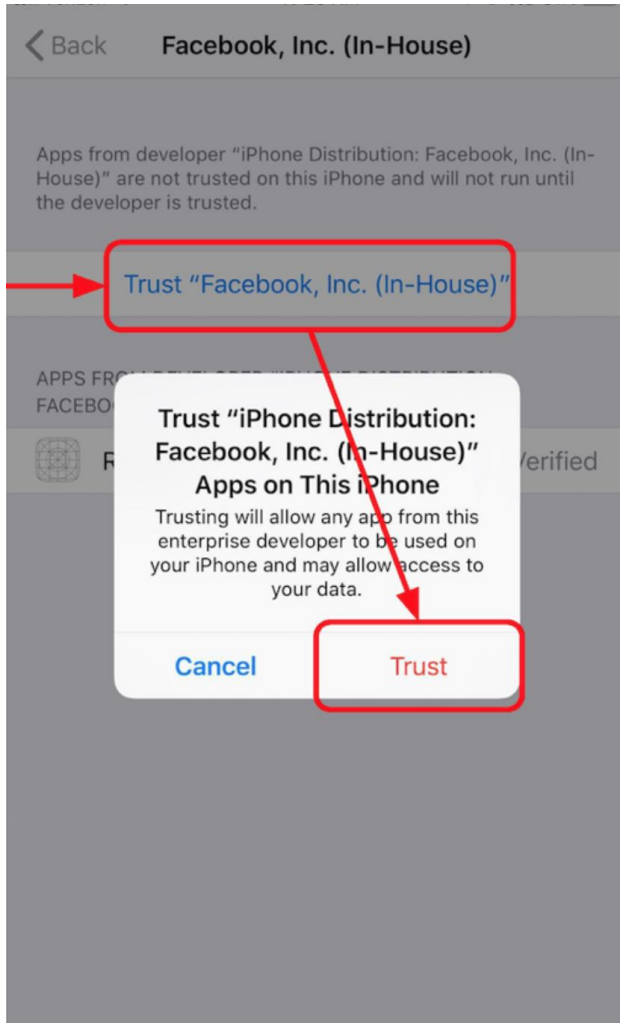 Back
Facebook, Inc. (In-House)
Apps from developer “iPhone Distribution: Facebook, Inc. (In-
House)” are not trusted on this iPhone and will not run until
the developer is trusted.
Trust “Facebook, Inc. (In-House)”
Trust “iPhone Distribution:
Facebook, Inc. (In-House)”
Apps on This iPhone
Trusting will allow any app from this
enterprise developer to be used on
your iPhone and may allow access to
your data.
Cancel
Trust